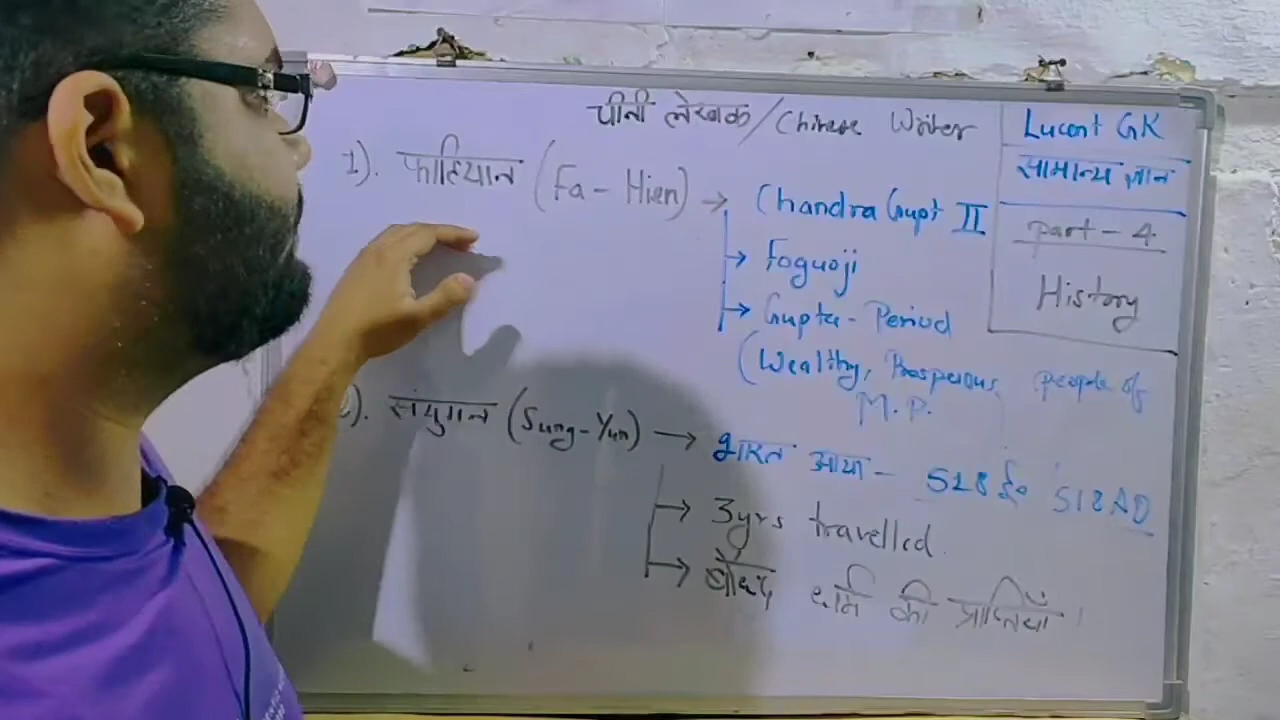 चीनी लेखक/Chinese Writer
Lucent GK
सामान्य ज्ञान
Part-4
History
1). फाहियान (Fa-Hien) → Chandra Gupt II
→ Foguoji
→ Gupta-Period
(Wealthy, Prosperous, people of
M.P.
2). संयुगन (Sung-Yun) → भारत आया- 518 ई० 518 AD
→ 3yrs travelled.
→ बौध्द धर्म की प्राप्तियाँ।